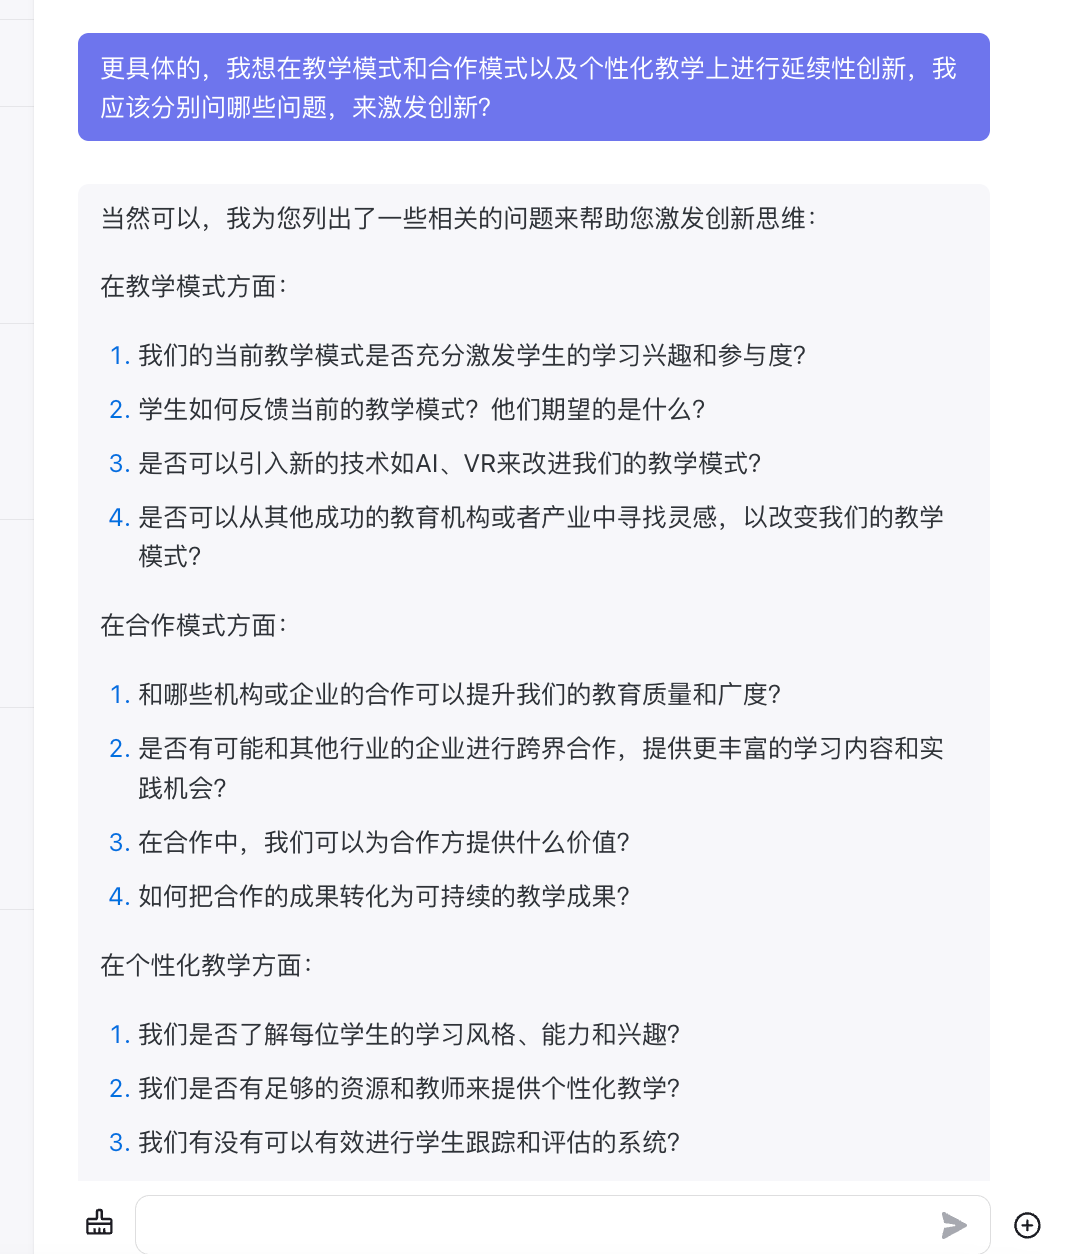 更具体的，我想在教学模式和合作模式以及个性化教学上进行延续性创新，我
应该分别问哪些问题，来激发创新?
当然可以，我为您列出了一些相关的问题来帮助您激发创新思维：
在教学模式方面：
1. 我们的当前教学模式是否充分激发学生的学习兴趣和参与度?
2. 学生如何反馈当前的教学模式? 他们期望的是什么?
3. 是否可以引入新的技术如AI、VR来改进我们的教学模式?
4. 是否可以从其他成功的教育机构或者产业中寻找灵感，以改变我们的教学
模式?
在合作模式方面：
1. 和哪些机构或企业的合作可以提升我们的教育质量和广度?
2. 是否有可能和其他行业的企业进行跨界合作，提供更丰富的学习内容和实
践机会?
3. 在合作中，我们可以为合作方提供什么价值?
4. 如何把合作的成果转化为可持续的教学成果?
在个性化教学方面：
1. 我们是否了解每位学生的学习风格、能力和兴趣?
2. 我们是否有足够的资源和教师来提供个性化教学?
3. 我们有没有可以有效进行学生跟踪和评估的系统?